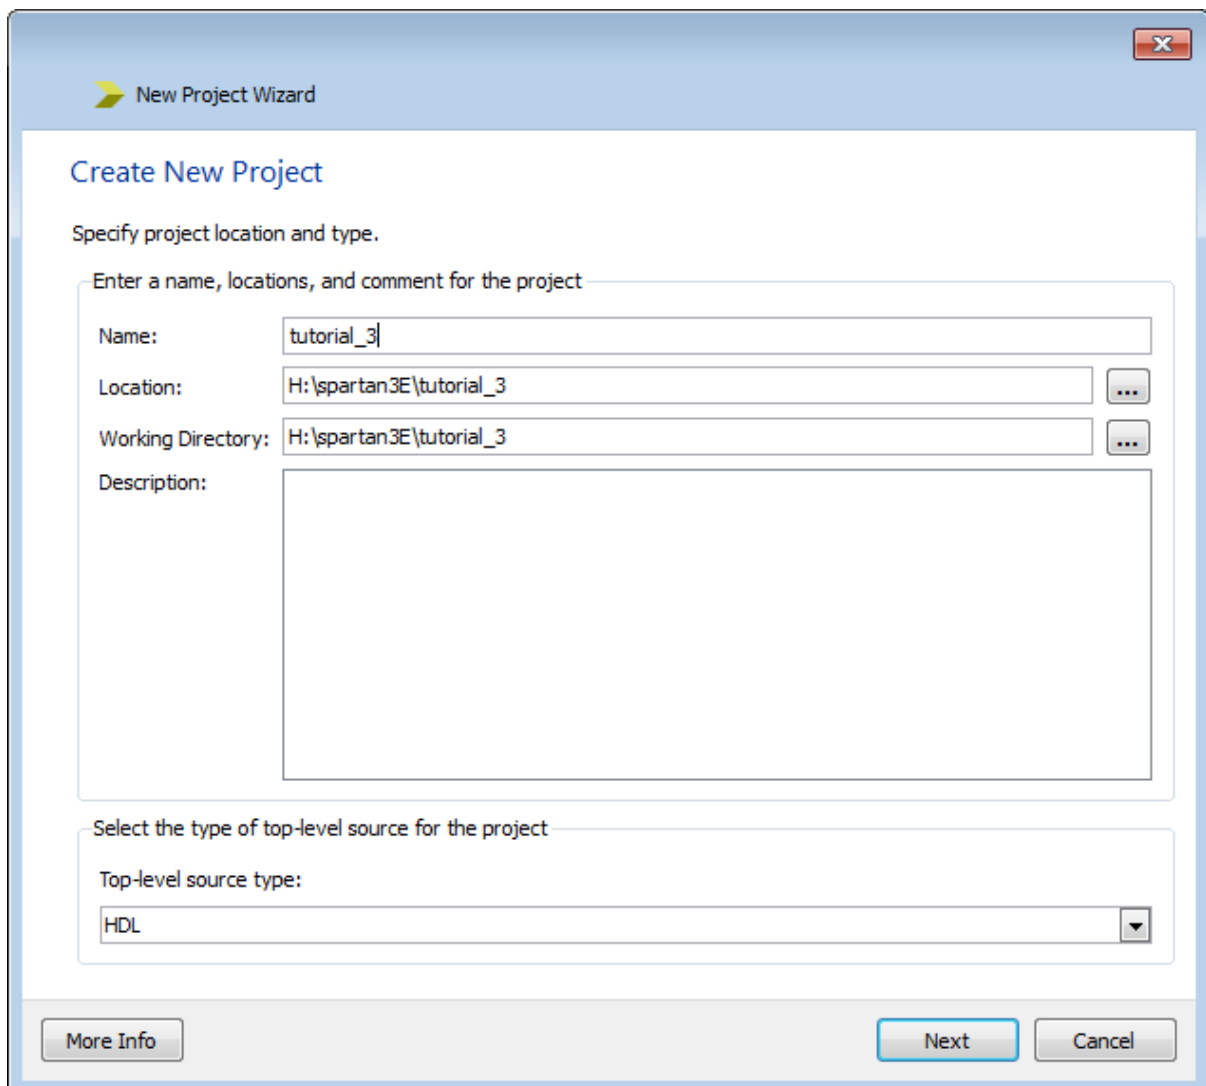 New Project Wizard
Create New Project
Specify project location and type.
Enter a name, locations, and comment for the project
Name: tutorial_3
Location: H:\spartan3E\tutorial_3 ...
Working Directory: H:\spartan3E\tutorial_3 ...
Description:
Select the type of top-level source for the project
Top-level source type:
HDL
More Info Next Cancel